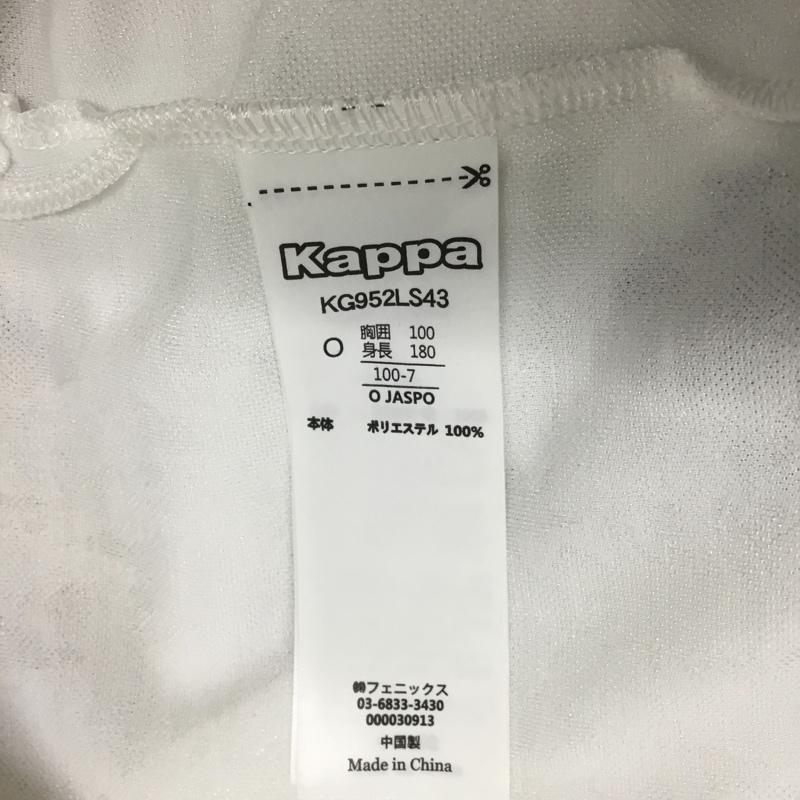 Kappa
KG952LS43
O 胸囲 100
身長 180
100-7
O JASPO
本体 ポリエステル 100%
㈱フェニックス
03-6833-3430
000030913
中国製
Made in China